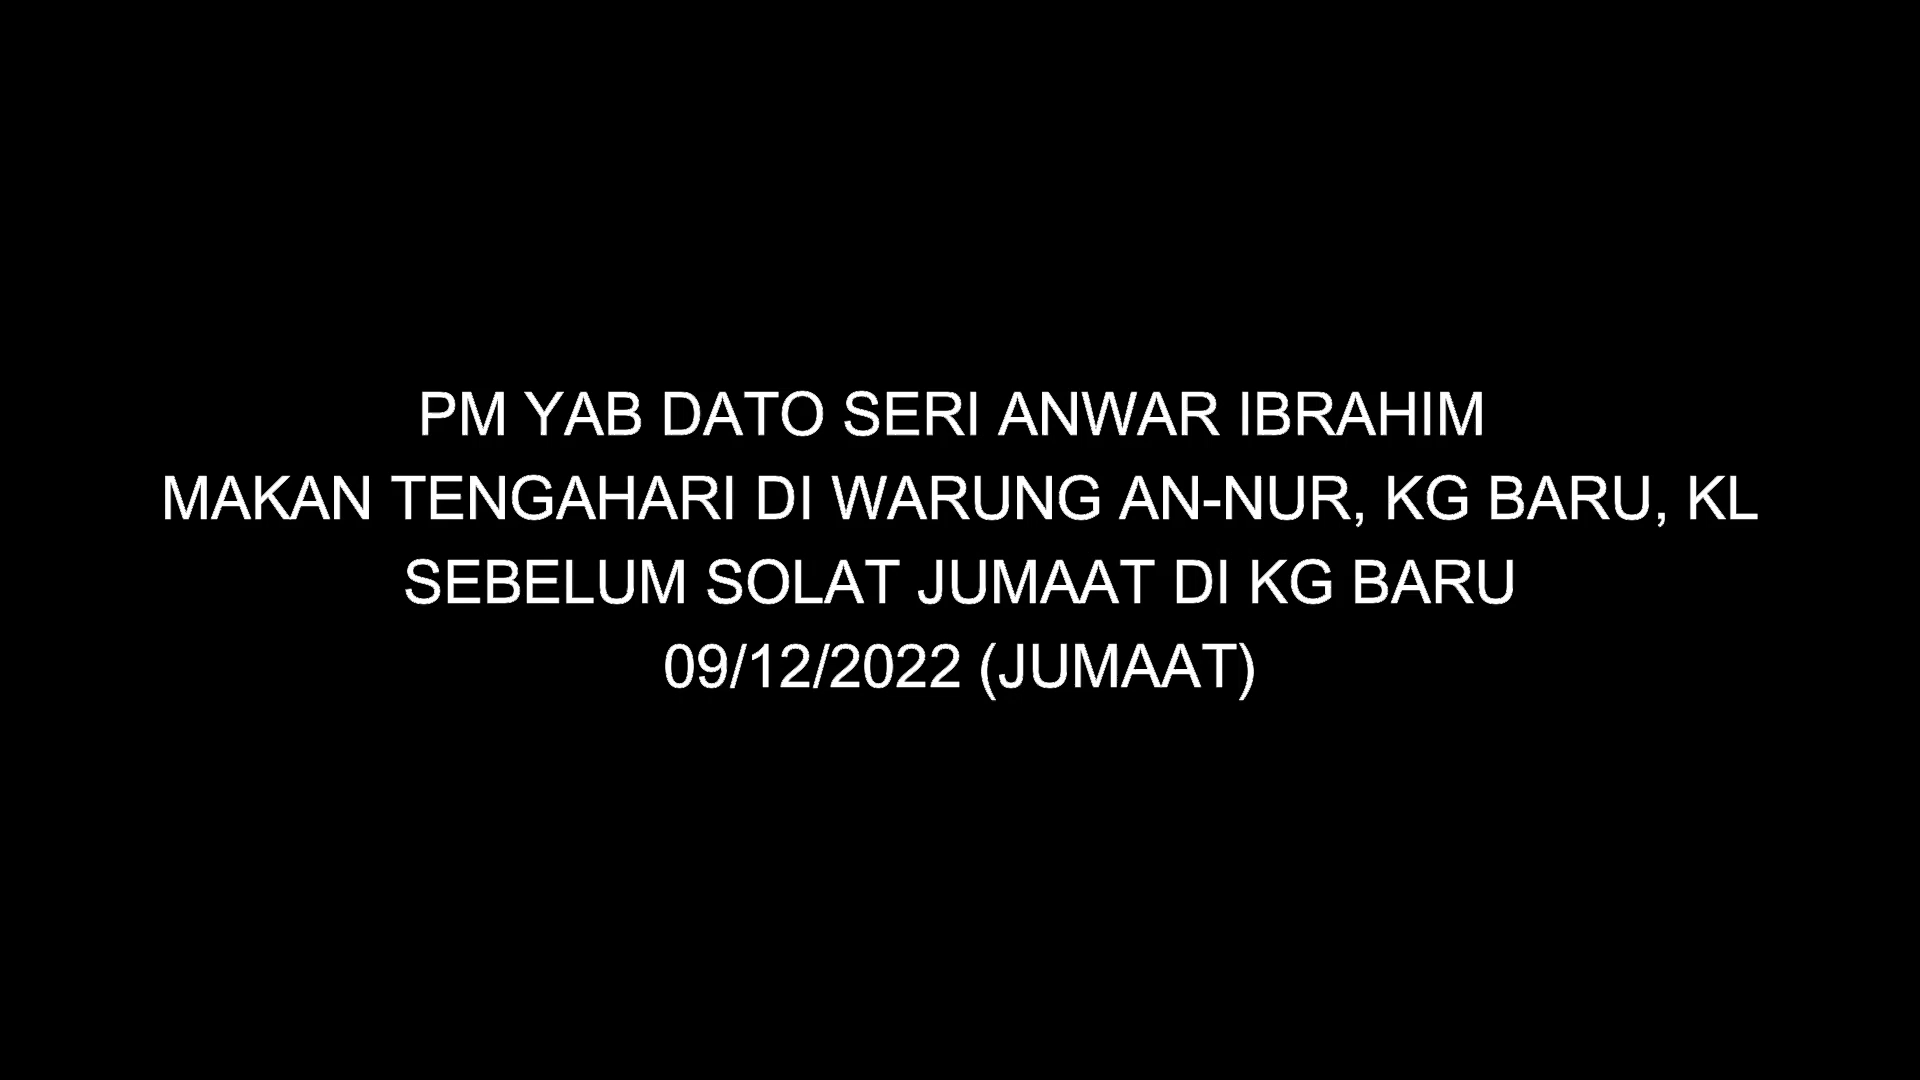 PM YAB DATO SERI ANWAR IBRAHIM
MAKAN TENGAHARI DI WARUNG AN-NUR, KG BARU, KL
SEBELUM SOLAT JUMAAT DI KG BARU
09/12/2022 (JUMAAT)